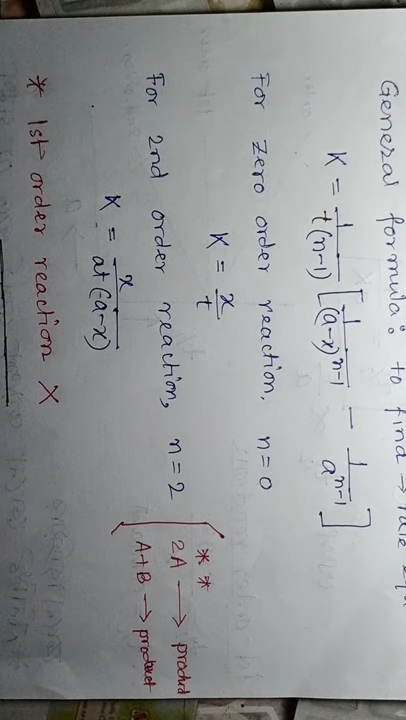 General formula: to find → rate
K = 1/t(n-1) [ 1/(a-x)^n-1 - 1/a^n-1 ]
For zero order reaction, n=0
K = x/t
For 2nd order reaction, n=2
K = x/at(-a-x)
* *
2A → product
A+B → product
* 1st order reaction X